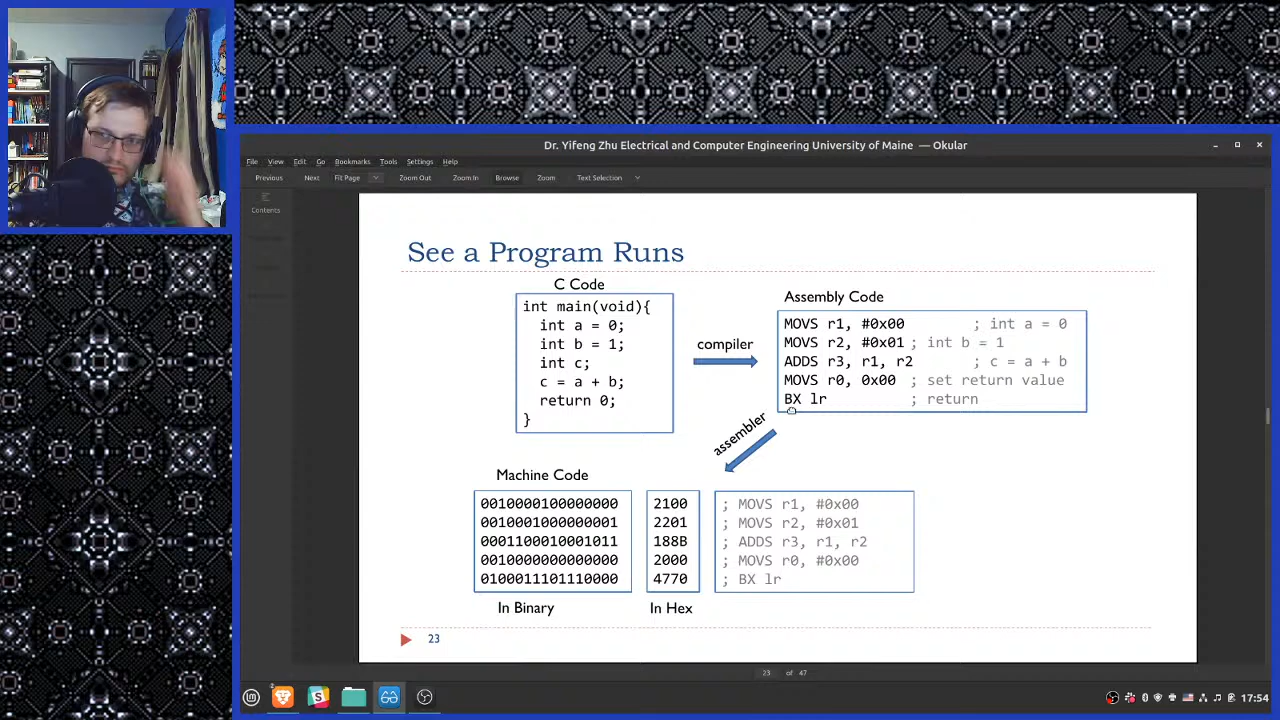 Dr. Yifeng Zhu Electrical and Computer Engineering University of Maine — Okular
File View Edit Go Bookmarks Tools Settings Help
Previous Next Fit Page Zoom Out Zoom In Browse Zoom Text Selection
Contents
See a Program Runs
C Code
int main(void){
int a = 0;
int b = 1;
int c;
c = a + b;
return 0;
}
compiler
Assembly Code
MOVS r1, #0x00 ; int a = 0
MOVS r2, #0x01 ; int b = 1
ADDS r3, r1, r2 ; c = a + b
MOVS r0, 0x00 ; set return value
BX lr ; return
assembler
Machine Code
0010000100000000 2100 ; MOVS r1, #0x00
0010001000000001 2201 ; MOVS r2, #0x01
0001100010001011 188B ; ADDS r3, r1, r2
0010000000000000 2000 ; MOVS r0, #0x00
0100011101110000 4770 ; BX lr
In Binary In Hex
23
23 of 47
17:54